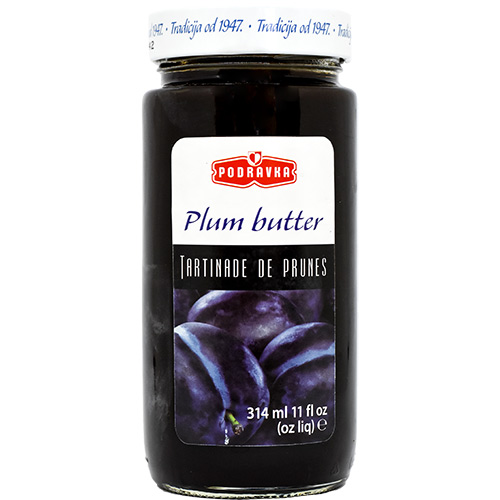 1947. · Tradicija od 1947. · Tradicija od 1947. ·
PODRAVKA
Plum butter
TARTINADE DE PRUNES
314 ml 11 fl oz
(oz liq) ℮